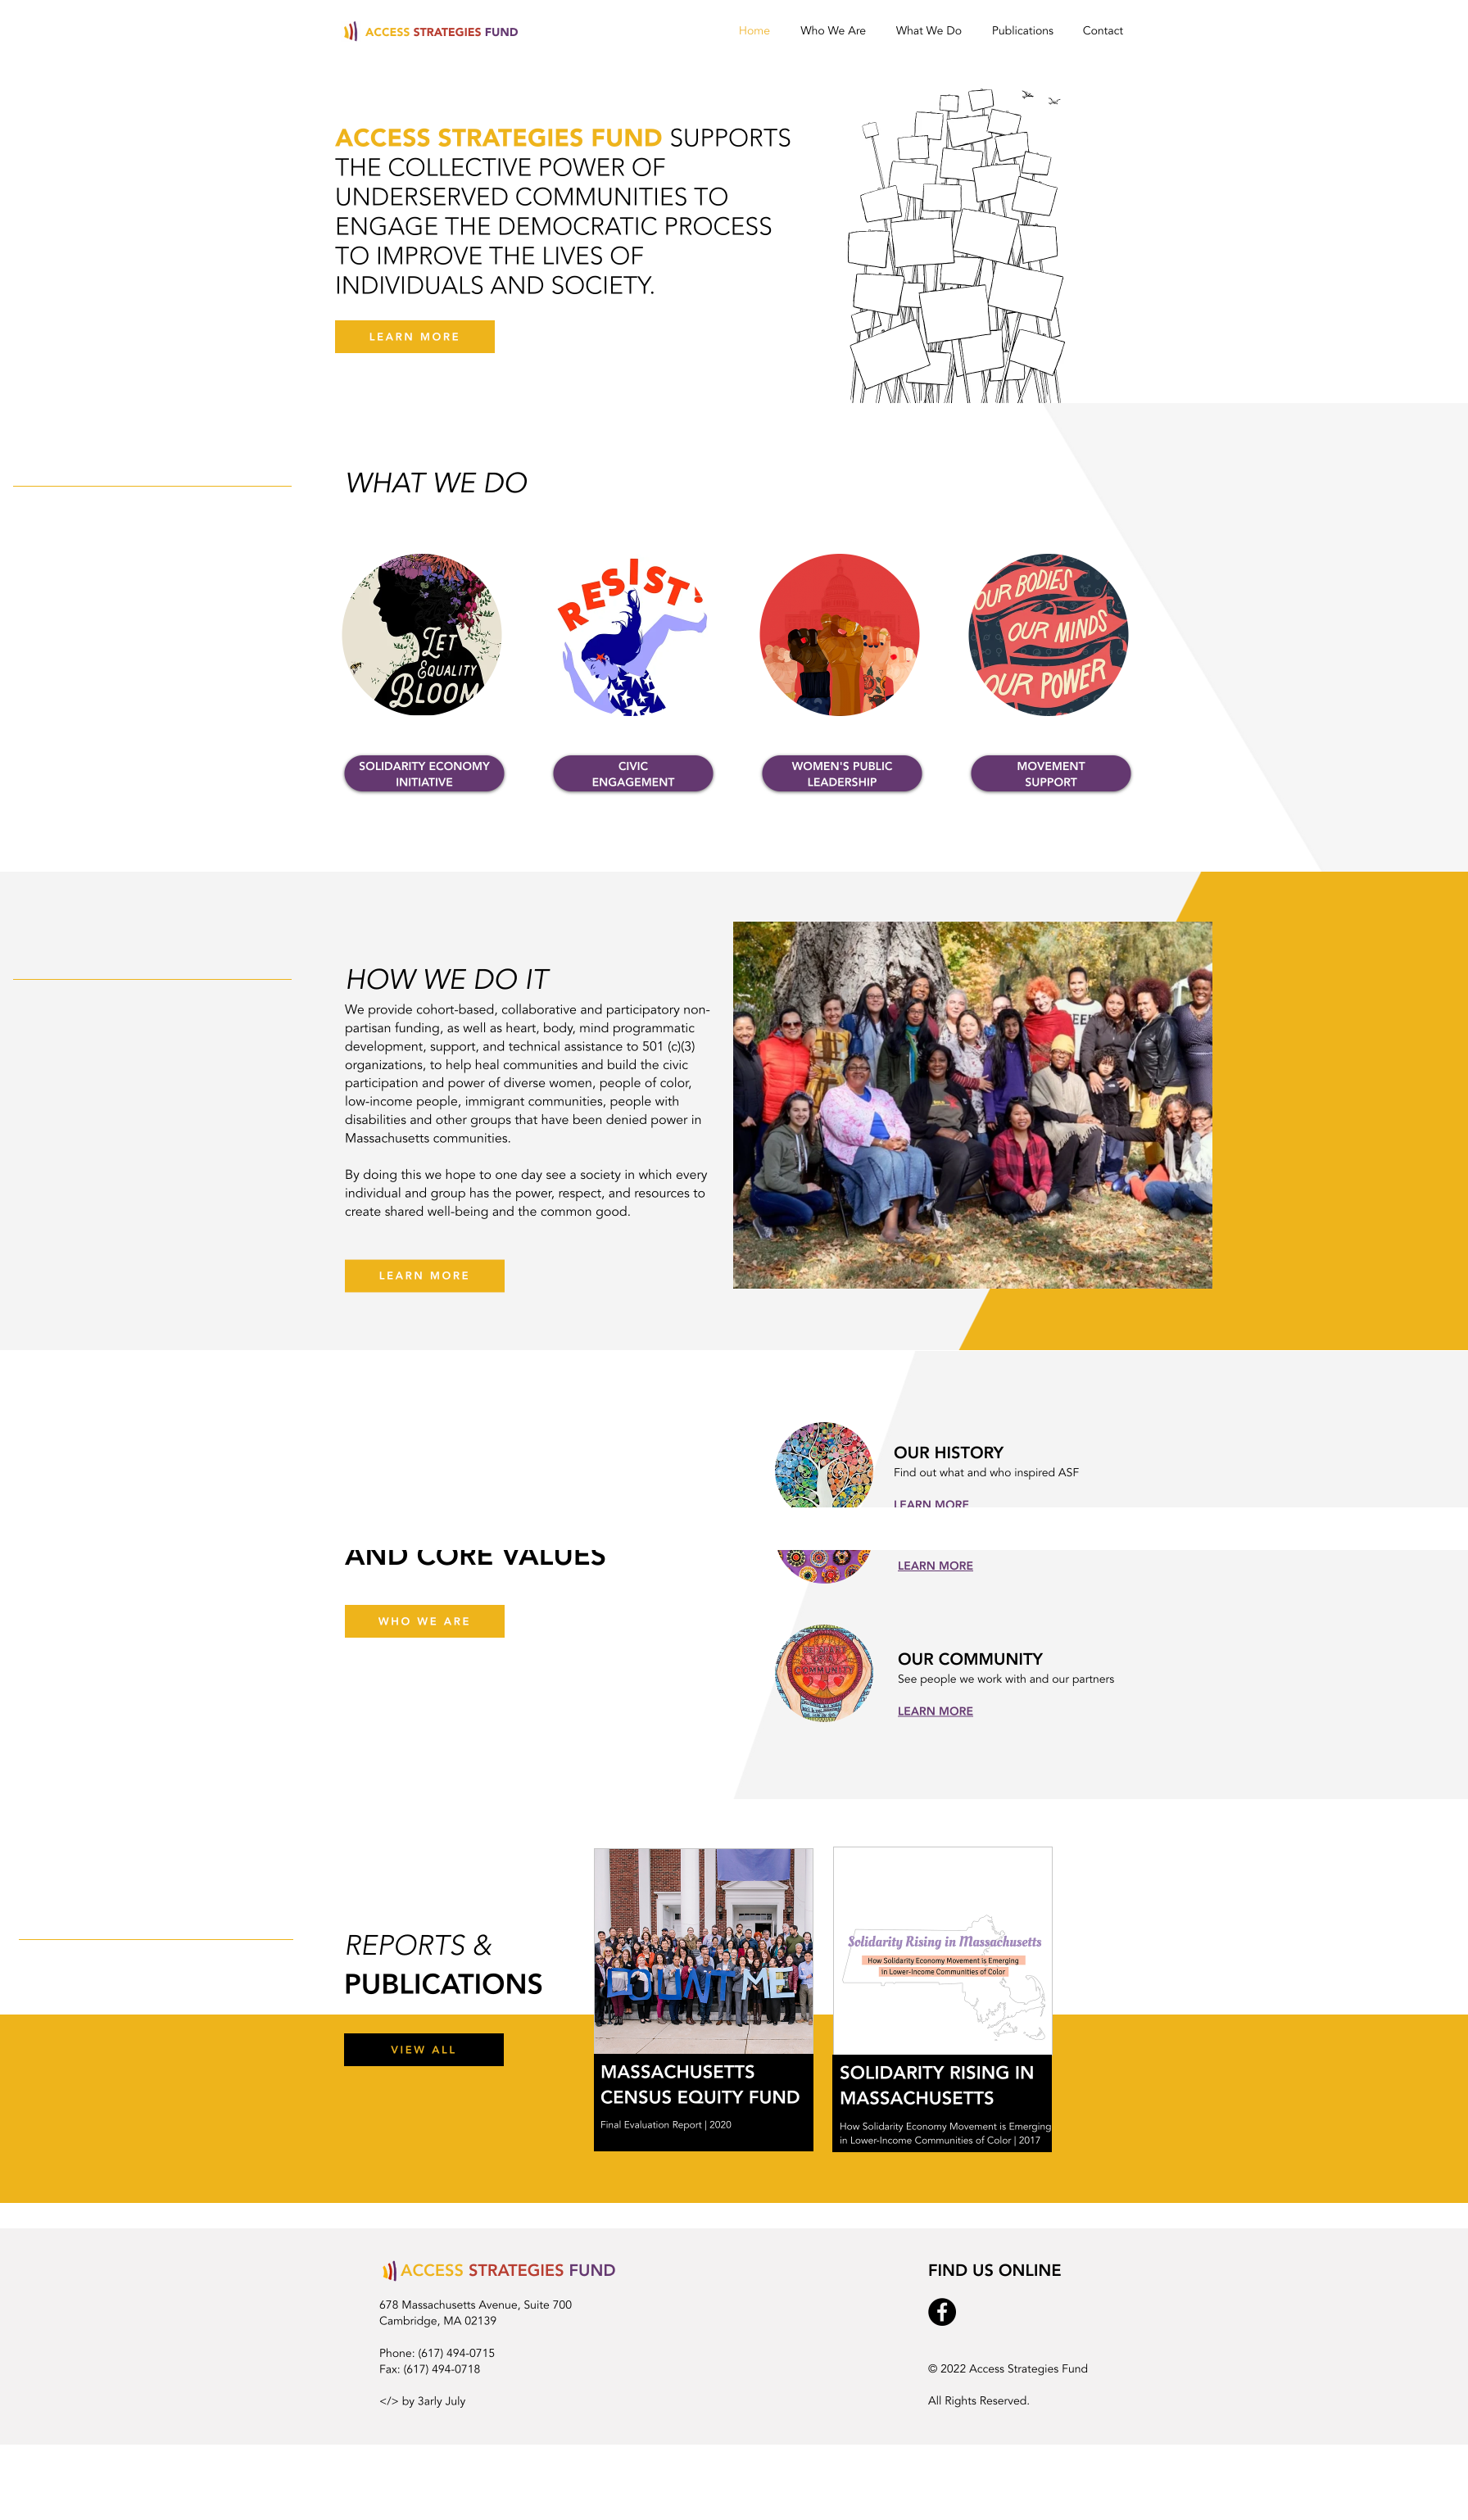 ACCESS STRATEGIES FUND
Home
Who We Are
What We Do
Publications
Contact
ACCESS STRATEGIES FUND SUPPORTS
THE COLLECTIVE POWER OF
UNDERSERVED COMMUNITIES TO
ENGAGE THE DEMOCRATIC PROCESS
TO IMPROVE THE LIVES OF
INDIVIDUALS AND SOCIETY.
LEARN MORE
WHAT WE DO
LET
EQUALITY
BLOOM
RESIST!
OUR BODIES
OUR MINDS
OUR POWER
SOLIDARITY ECONOMY
INITIATIVE
CIVIC
ENGAGEMENT
WOMEN'S PUBLIC
LEADERSHIP
MOVEMENT
SUPPORT
HOW WE DO IT
We provide cohort-based, collaborative and participatory non-
partisan funding, as well as heart, body, mind programmatic
development, support, and technical assistance to 501 (c)(3)
organizations, to help heal communities and build the civic
participation and power of diverse women, people of color,
low-income people, immigrant communities, people with
disabilities and other groups that have been denied power in
Massachusetts communities.
By doing this we hope to one day see a society in which every
individual and group has the power, respect, and resources to
create shared well-being and the common good.
LEARN MORE
OUR HISTORY
Find out what and who inspired ASF
LEARN MORE
AND CORE VALUES
LEARN MORE
WHO WE ARE
COMMUNITY
OUR COMMUNITY
See people we work with and our partners
LEARN MORE
REPORTS &
PUBLICATIONS
VIEW ALL
COUNT ME
MASSACHUSETTS
CENSUS EQUITY FUND
Final Evaluation Report | 2020
Solidarity Rising in Massachusetts
How Solidarity Economy Movement is Emerging
in Lower-Income Communities of Color
SOLIDARITY RISING IN
MASSACHUSETTS
How Solidarity Economy Movement is Emerging
in Lower-Income Communities of Color | 2017
ACCESS STRATEGIES FUND
678 Massachusetts Avenue, Suite 700
Cambridge, MA 02139
Phone: (617) 494-0715
Fax: (617) 494-0718
</> by 3arly July
FIND US ONLINE
© 2022 Access Strategies Fund
All Rights Reserved.